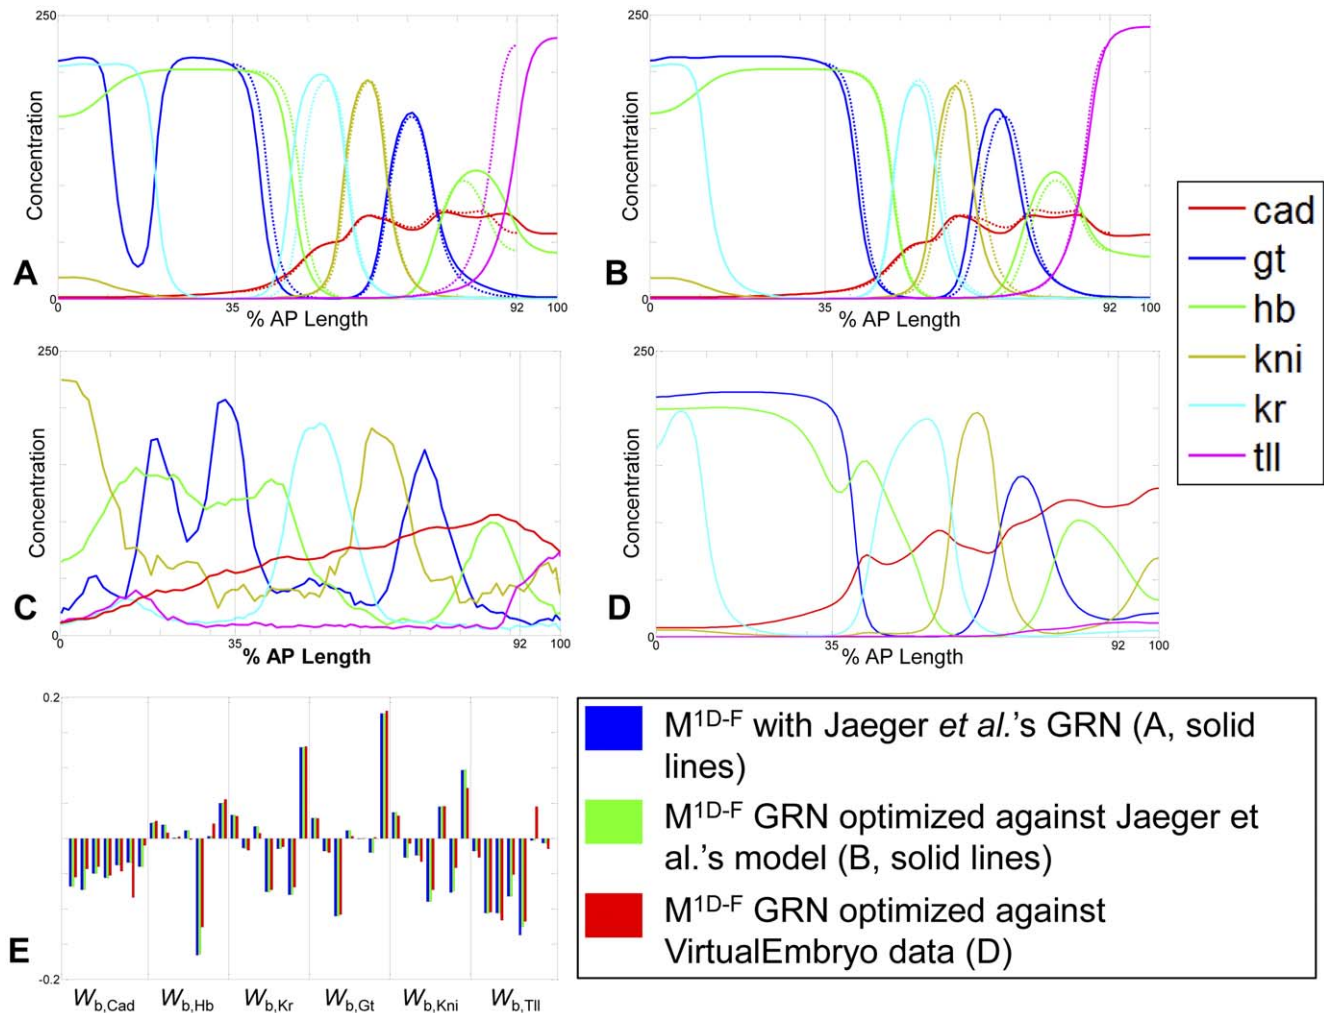 250
Concentration
A
0
35
92
100
% AP Length
250
Concentration
B
0
35
92
100
% AP Length
cad
gt
hb
kni
kr
tll
250
Concentration
C
0
35
92
100
% AP Length
250
Concentration
D
0
35
92
100
% AP Length
0.2
E
-0.2
Wb,Cad
Wb,Hb
Wb,Kr
Wb,Gt
Wb,Kni
Wb,Tll
M1D-F with Jaeger et al.'s GRN (A, solid
lines)
M1D-F GRN optimized against Jaeger et
al.'s model (B, solid lines)
M1D-F GRN optimized against
VirtualEmbryo data (D)